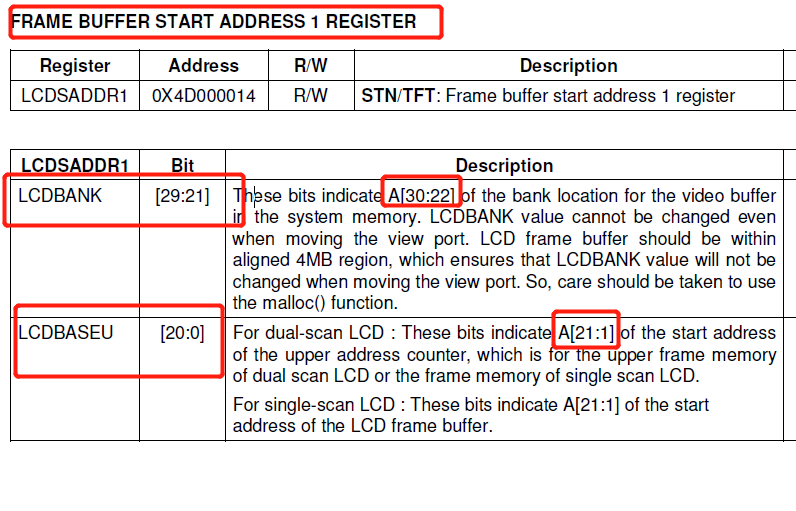 FRAME BUFFER START ADDRESS 1 REGISTER
Register Address R/W Description
LCDSADDR1 0X4D000014 R/W STN/TFT: Frame buffer start address 1 register
LCDSADDR1 Bit Description
LCDBANK [29:21] These bits indicate A[30:22] of the bank location for the video buffer
in the system memory. LCDBANK value cannot be changed even
when moving the view port. LCD frame buffer should be within
aligned 4MB region, which ensures that LCDBANK value will not be
changed when moving the view port. So, care should be taken to use
the malloc() function.
LCDBASEU [20:0] For dual-scan LCD : These bits indicate A[21:1] of the start address
of the upper address counter, which is for the upper frame memory
of dual scan LCD or the frame memory of single scan LCD.
For single-scan LCD : These bits indicate A[21:1] of the start
address of the LCD frame buffer.